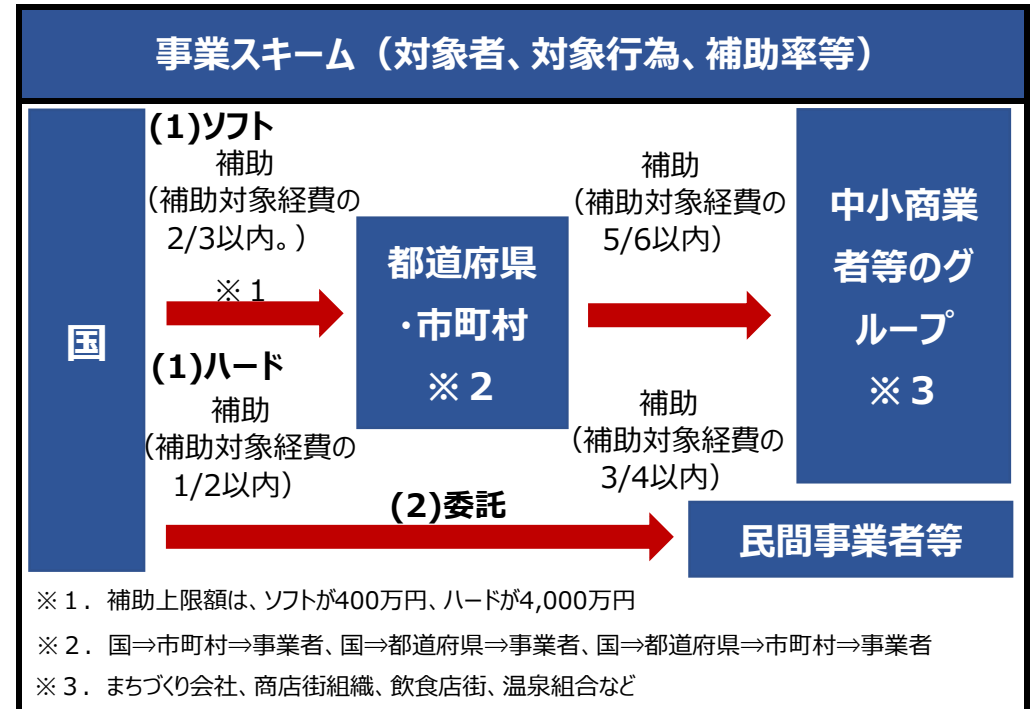 事業スキーム（対象者、対象行為、補助率等）
国
(1)ソフト
補助
（補助対象経費の
2/3以内。）
※１
(1)ハード
補助
（補助対象経費の
1/2以内）
都道府県
・市町村
※２
補助
（補助対象経費の
5/6以内）
補助
（補助対象経費の
3/4以内）
中小商業
者等のグ
ループ
※３
(2)委託
民間事業者等
※１．補助上限額は、ソフトが400万円、ハードが4,000万円
※２．国⇒市町村⇒事業者、国⇒都道府県⇒事業者、国⇒都道府県⇒市町村⇒事業者
※３．まちづくり会社、商店街組織、飲食店街、温泉組合など